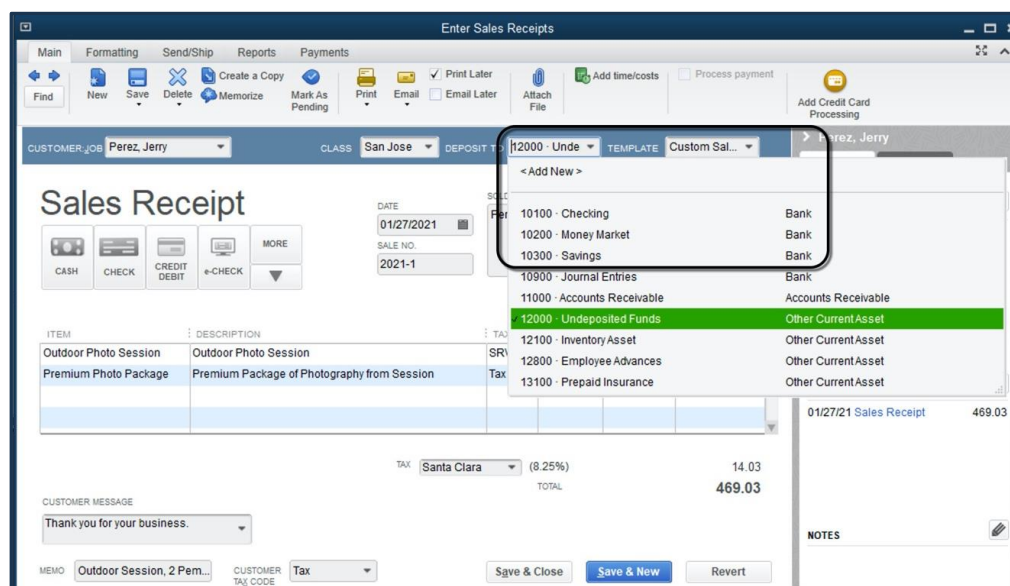 Enter Sales Receipts
Main Formatting Send/Ship Reports Payments
Find New Save Delete Create a Copy Memorize Mark As Pending Print Email Print Later Email Later Attach File Add time/costs Process payment Add Credit Card Processing
CUSTOMER:JOB Perez, Jerry CLASS San Jose DEPOSIT TO 12000 · Unde TEMPLATE Custom Sal... Perez, Jerry
< Add New >
Sales Receipt
DATE
01/27/2021
SALE NO.
2021-1
CASH CHECK CREDIT DEBIT e-CHECK MORE
10100 · Checking Bank
10200 · Money Market Bank
10300 · Savings Bank
10900 · Journal Entries Bank
11000 · Accounts Receivable Accounts Receivable
12000 · Undeposited Funds Other Current Asset
12100 · Inventory Asset Other Current Asset
12800 · Employee Advances Other Current Asset
13100 · Prepaid Insurance Other Current Asset
ITEM DESCRIPTION
Outdoor Photo Session Outdoor Photo Session
Premium Photo Package Premium Package of Photography from Session Tax
01/27/21 Sales Receipt 469.03
TAX Santa Clara (8.25%) 14.03
TOTAL 469.03
CUSTOMER MESSAGE
Thank you for your business.
NOTES
MEMO Outdoor Session, 2 Pem... CUSTOMER TAX CODE Tax Save & Close Save & New Revert